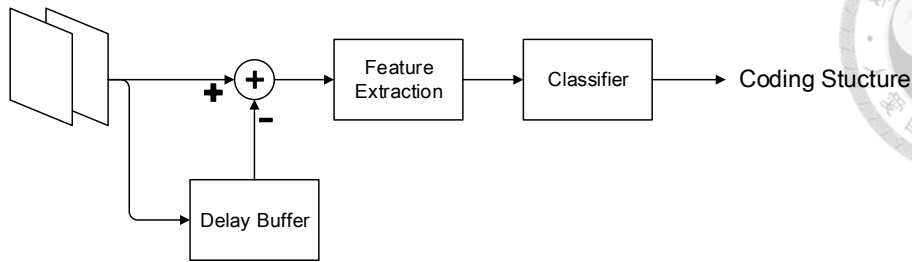 Feature
Extraction
Classifier
Coding Stucture
Delay Buffer